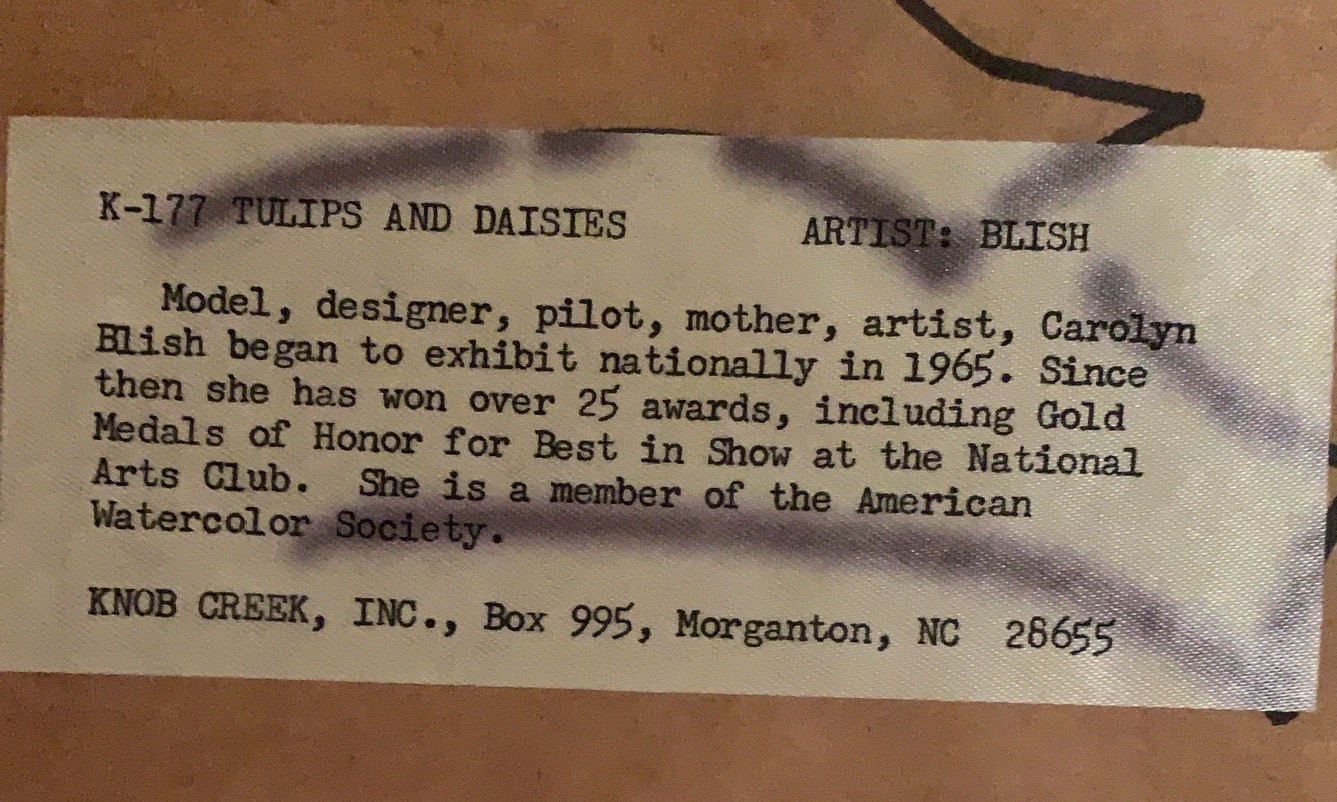 K-177 TULIPS AND DAISIES ARTIST: BLISH
Model, designer, pilot, mother, artist, Carolyn
Blish began to exhibit nationally in 1965. Since
then she has won over 25 awards, including Gold
Medals of Honor for Best in Show at the National
Arts Club. She is a member of the American
Watercolor Society.
KNOB CREEK, INC., Box 995, Morganton, NC 28655